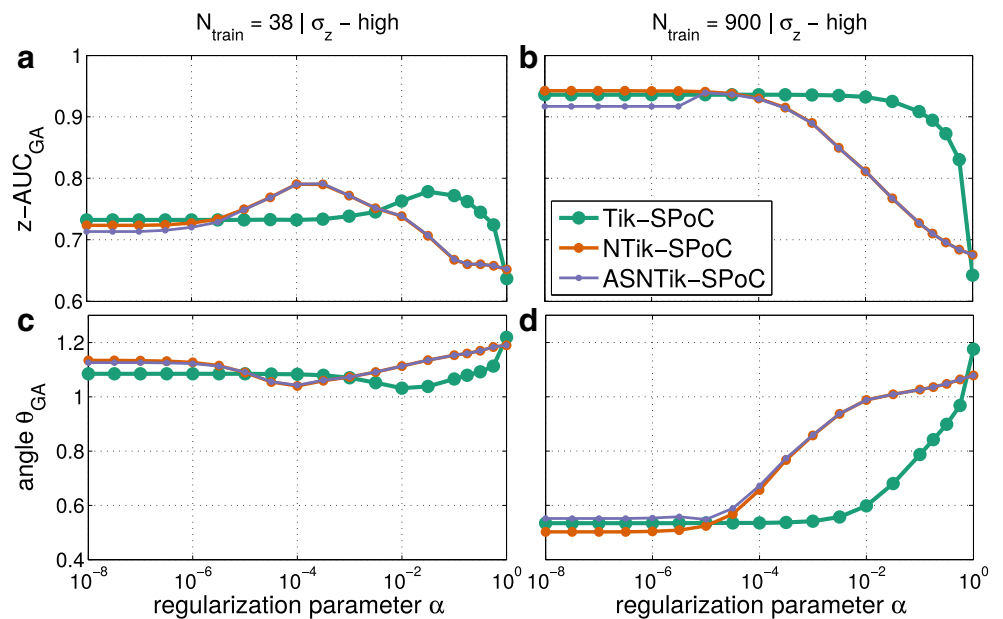 N_train = 38 | σ_z − high
N_train = 900 | σ_z − high
a
b
z−AUC_GA
1
0.9
0.8
0.7
0.6
Tik−SPoC
NTik−SPoC
ASNTik−SPoC
c
d
angle θ_GA
1.2
1
0.8
0.6
0.4
10^−8
10^−6
10^−4
10^−2
10^0
10^−8
10^−6
10^−4
10^−2
10^0
regularization parameter α
regularization parameter α